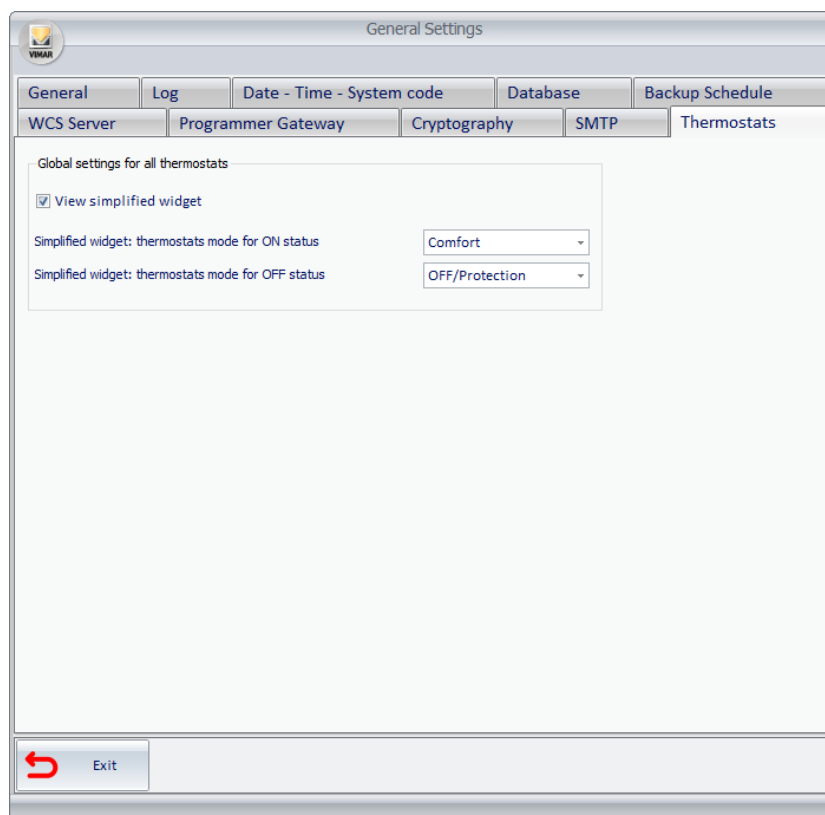 General Settings
VIMAR
General Log Date - Time - System code Database Backup Schedule
WCS Server Programmer Gateway Cryptography SMTP Thermostats
Global settings for all thermostats
View simplified widget
Simplified widget: thermostats mode for ON status Comfort
Simplified widget: thermostats mode for OFF status OFF/Protection
Exit